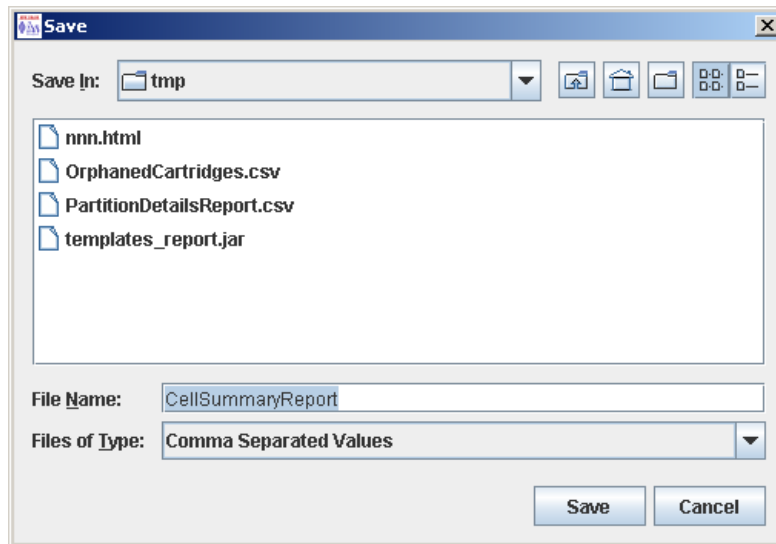 Save
Save In: tmp
nnn.html
OrphanedCartridges.csv
PartitionDetailsReport.csv
templates_report.jar
File Name: CellSummaryReport
Files of Type: Comma Separated Values
Save Cancel